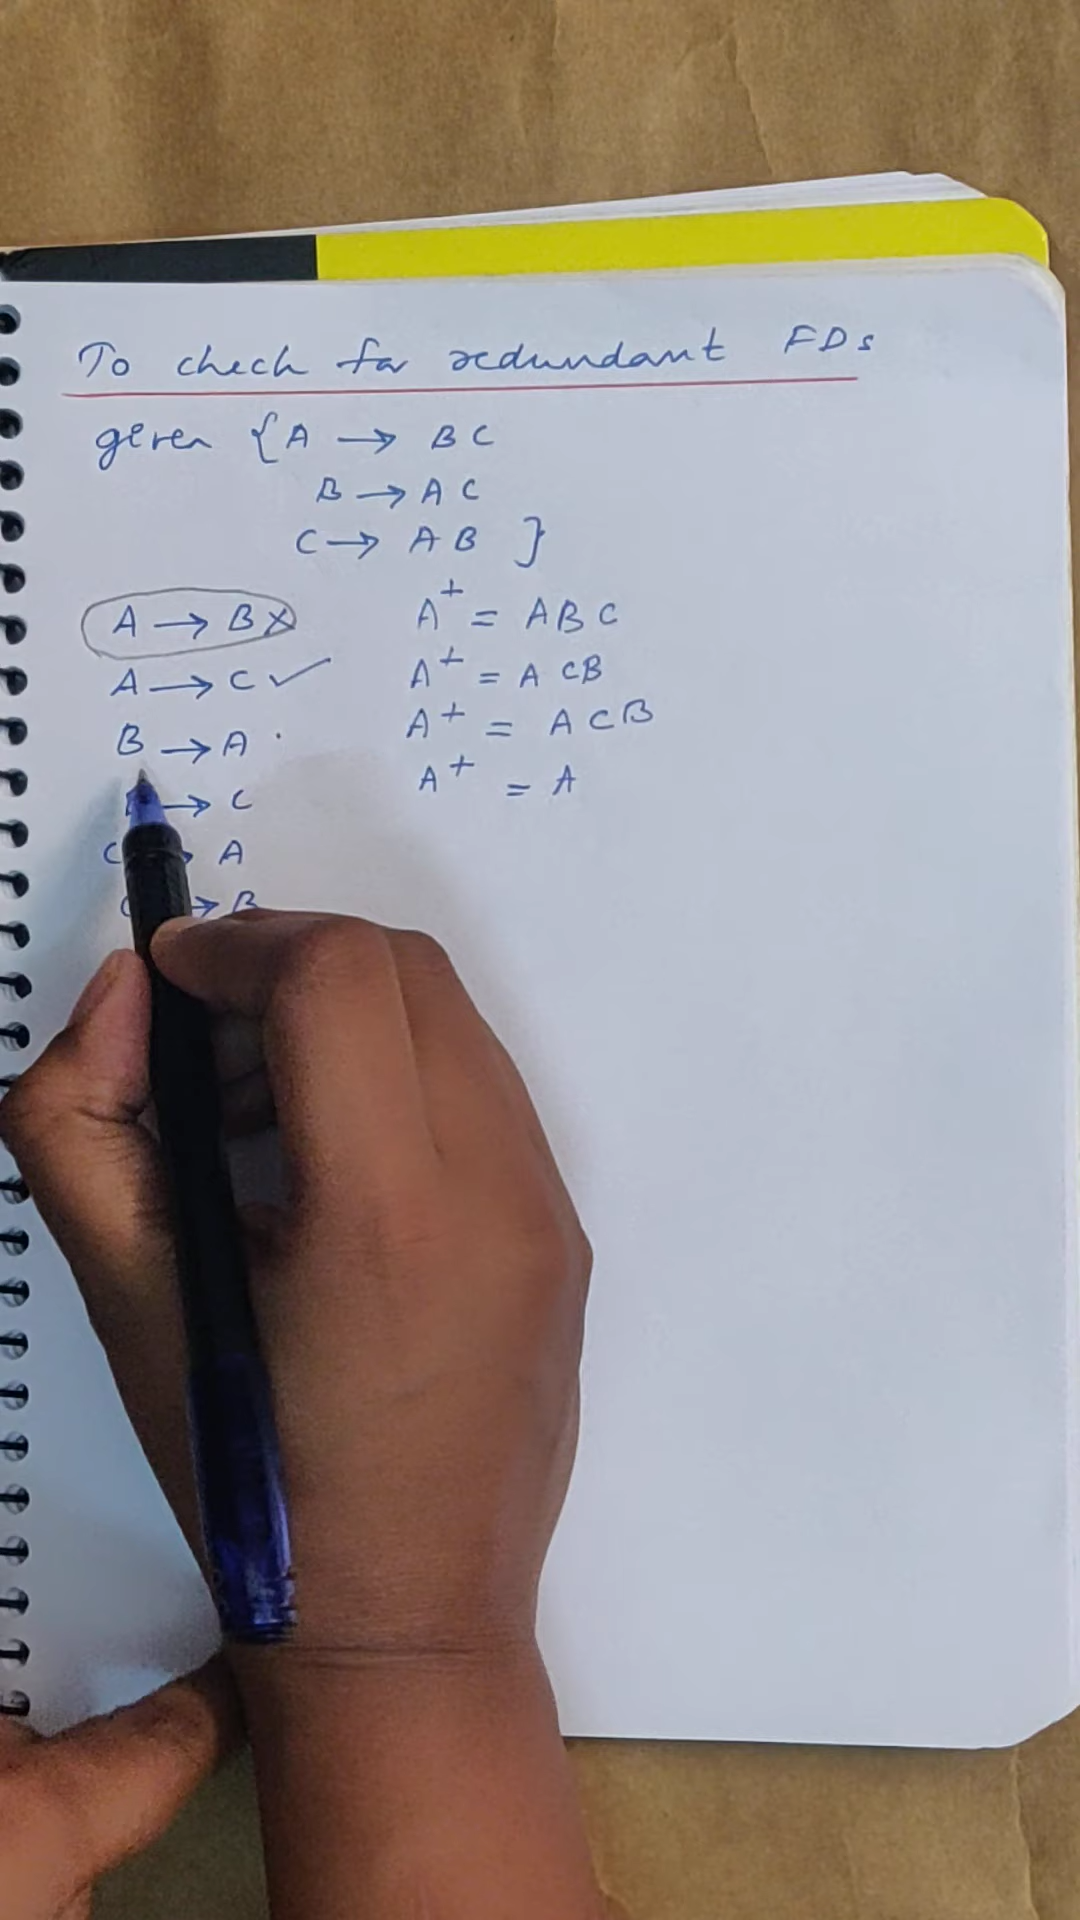 To check for redundant FDs
given {A → BC
B → AC
C → AB }
A → B X
A → C ✓
B → A
→ C
C → A
→ B
A⁺ = ABC
A⁺ = ACB
A⁺ = ACB
A⁺ = A